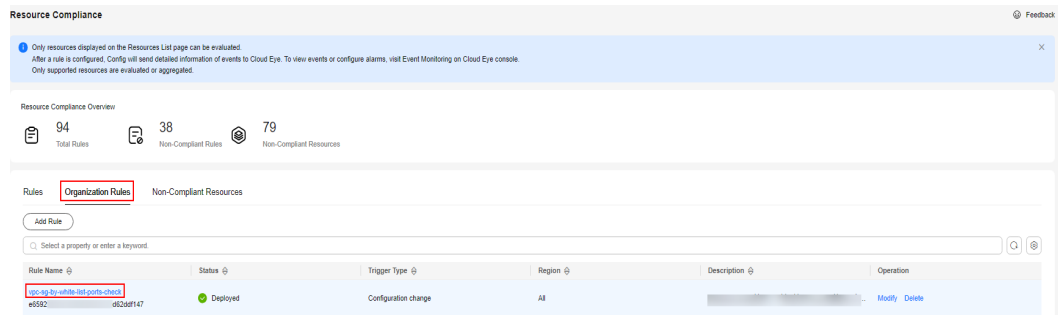 Resource Compliance
Feedback
Only resources displayed on the Resources List page can be evaluated.
After a rule is configured, Config will send detailed information of events to Cloud Eye. To view events or configure alarms, visit Event Monitoring on Cloud Eye console.
Only supported resources are evaluated or aggregated.
Resource Compliance Overview
94
Total Rules
38
Non-Compliant Rules
79
Non-Compliant Resources
Rules Organization Rules Non-Compliant Resources
Add Rule
Select a property or enter a keyword.
Rule Name Status Trigger Type Region Description Operation
vpc-sg-by-white-list-ports-check
e6592 d62ddf147
Deployed Configuration change All ... Modify Delete